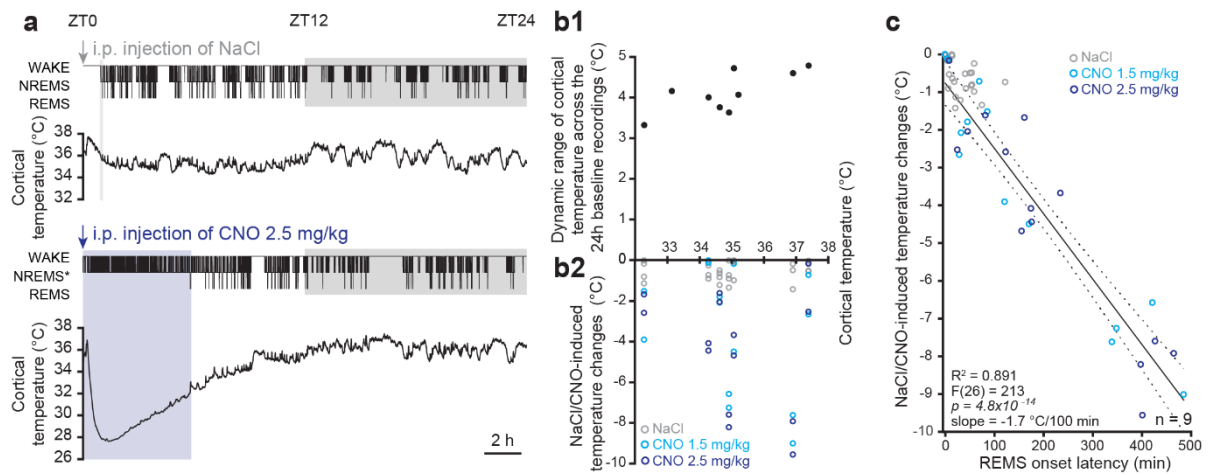 a
ZT0
ZT12
ZT24
i.p. injection of NaCl
WAKE
NREMS
REMS
Cortical
temperature (°C)
38
36
34
32
i.p. injection of CNO 2.5 mg/kg
WAKE
NREMS*
REMS
Cortical
temperature (°C)
38
36
34
32
30
28
26
2 h
b1
Dynamic range of cortical
temperature across the
24h baseline recordings (°C)
5
4
3
2
1
0
33
34
35
36
37
38
Cortical temperature (°C)
b2
NaCl/CNO-induced
temperature changes (°C)
-2
-4
-6
-8
-10
NaCl
CNO 1.5 mg/kg
CNO 2.5 mg/kg
c
NaCl/CNO-induced temperature changes (°C)
0
-1
-2
-3
-4
-5
-6
-7
-8
-9
-10
NaCl
CNO 1.5 mg/kg
CNO 2.5 mg/kg
R² = 0.891
F(26) = 213
p = 4.8x10⁻¹⁴
slope = -1.7 °C/100 min
n = 9
0
100
200
300
400
500
REMS onset latency (min)